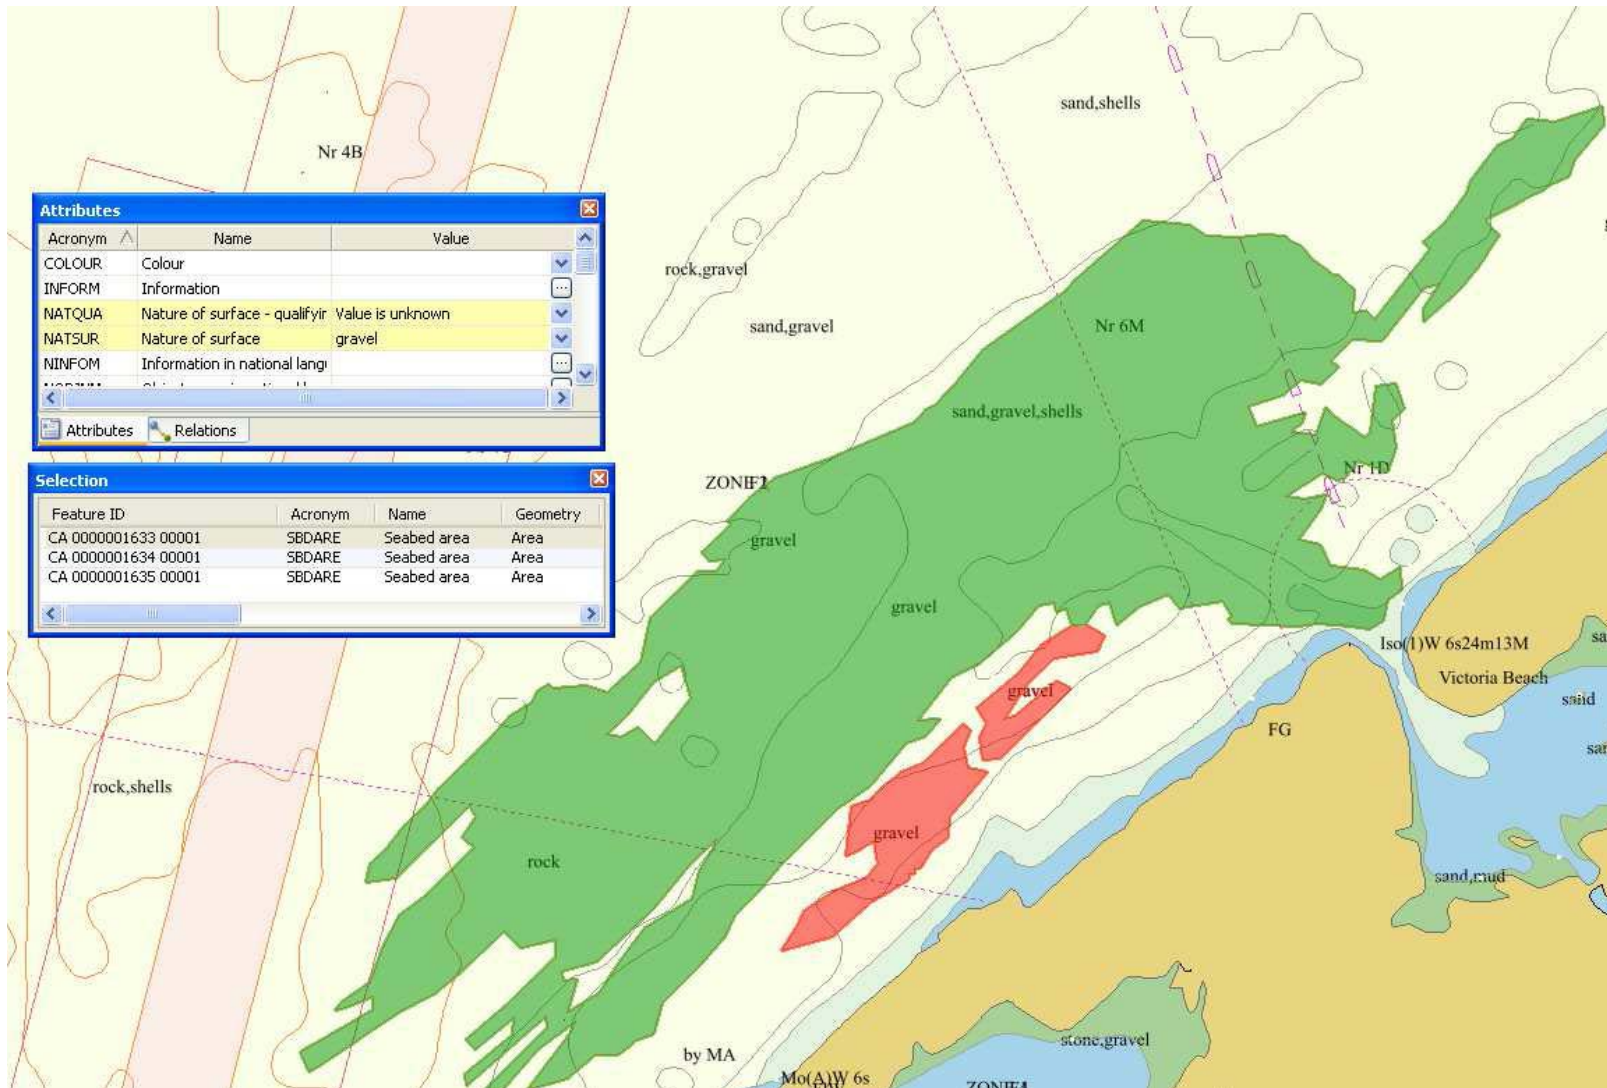 sand,shells
Nr 4B
Attributes
Acronym Name Value
COLOUR Colour
INFORM Information
NATQUA Nature of surface - qualifyir Value is unknown
NATSUR Nature of surface gravel
NINFOM Information in national lang
Attributes Relations
rock,gravel
sand,gravel
Nr 6M
sand,gravel,shells
Nr 1D
Selection
Feature ID Acronym Name Geometry
CA 0000001633 00001 SBDARE Seabed area Area
CA 0000001634 00001 SBDARE Seabed area Area
CA 0000001635 00001 SBDARE Seabed area Area
gravel
gravel
Iso(1)W 6s24m13M
sa
Victoria Beach
gravel
sand
FG
rock,shells
gravel
rock
sand,mud
stone,gravel
by MA
Mo(A)W 6s